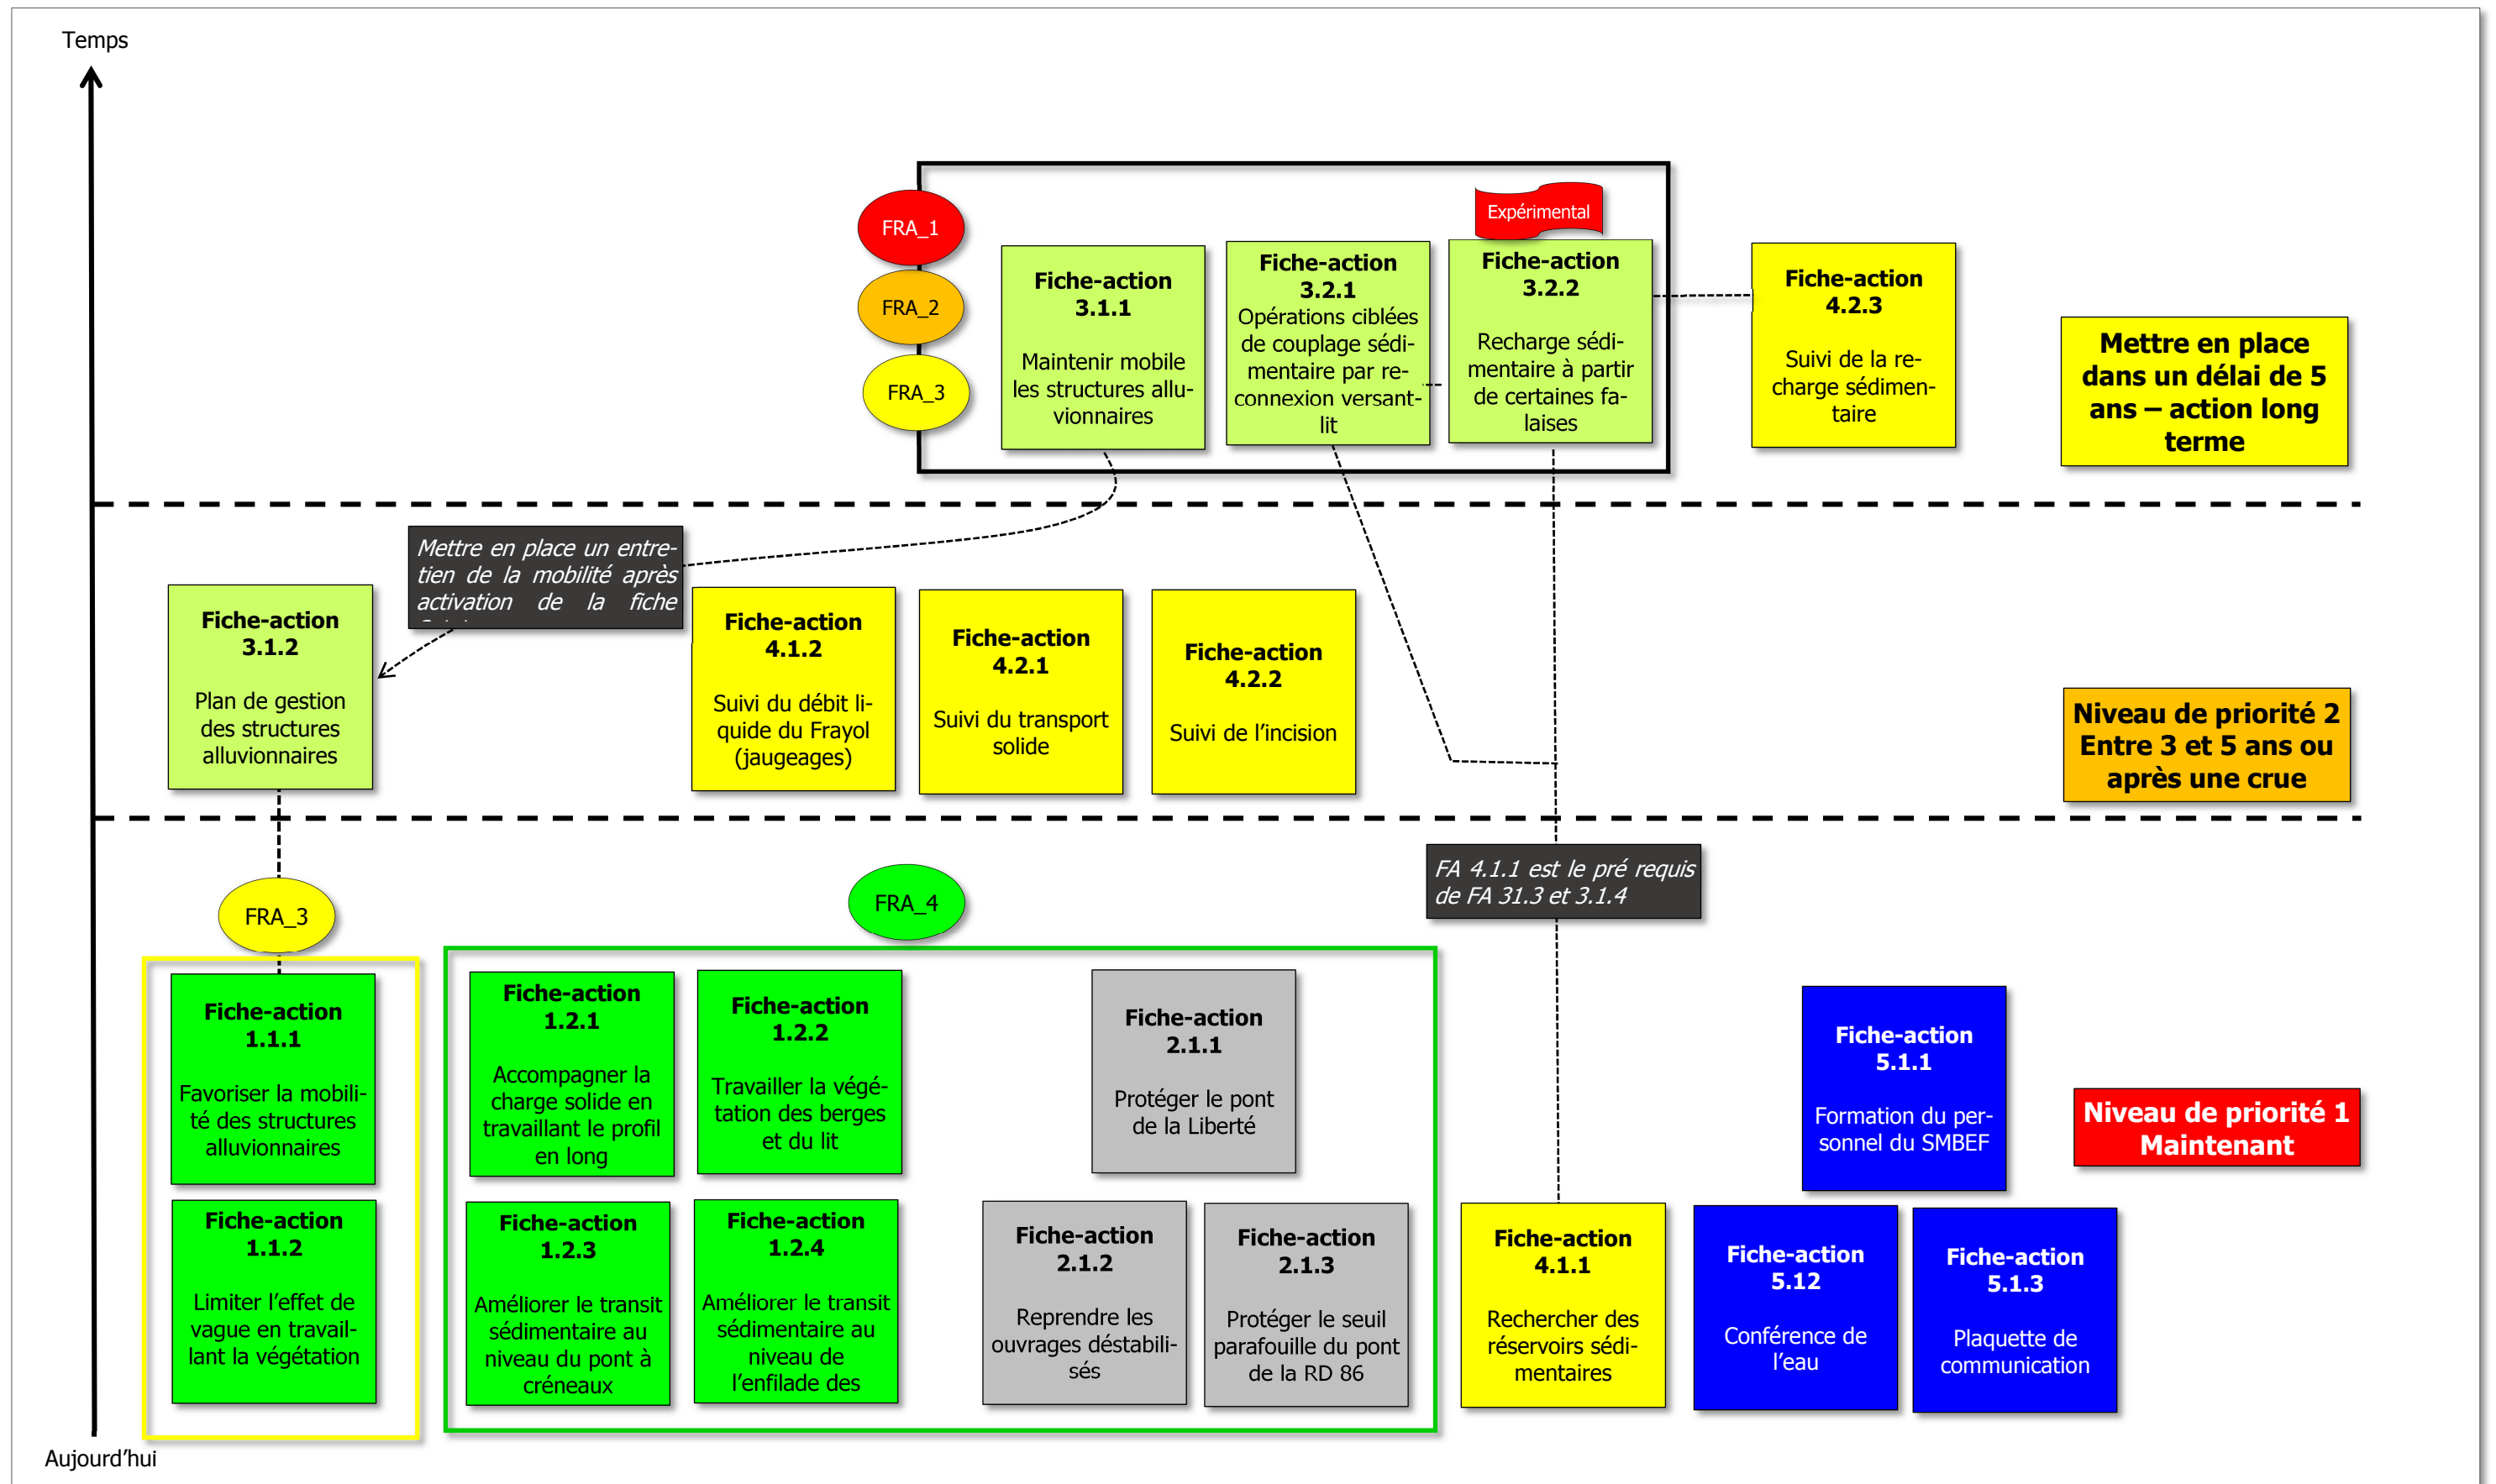 Temps
FRA_1
FRA_2
FRA_3
Fiche-action
3.1.1
Maintenir mobile
les structures allu-
vionnaires
Fiche-action
3.2.1
Opérations ciblées
de couplage sédi-
mentaire par re-
connexion versant-
lit
Expérimental
Fiche-action
3.2.2
Recharge sédi-
mentaire à partir
de certaines fa-
laises
Fiche-action
4.2.3
Suivi de la re-
charge sédimen-
taire
Mettre en place
dans un délai de 5
ans – action long
terme
Mettre en place un entre-
tien de la mobilité après
activation de la fiche
Fiche-action
3.1.2
Plan de gestion
des structures
alluvionnaires
Fiche-action
4.1.2
Suivi du débit li-
quide du Frayol
(jaugeages)
Fiche-action
4.2.1
Suivi du transport
solide
Fiche-action
4.2.2
Suivi de l'incision
Niveau de priorité 2
Entre 3 et 5 ans ou
après une crue
FRA_3
FRA_4
FA 4.1.1 est le pré requis
de FA 31.3 et 3.1.4
Fiche-action
1.1.1
Favoriser la mobili-
té des structures
alluvionnaires
Fiche-action
1.2.1
Accompagner la
charge solide en
travaillant le profil
en long
Fiche-action
1.2.2
Travailler la végé-
tation des berges
et du lit
Fiche-action
2.1.1
Protéger le pont
de la Liberté
Fiche-action
5.1.1
Formation du per-
sonnel du SMBEF
Niveau de priorité 1
Maintenant
Fiche-action
1.1.2
Limiter l'effet de
vague en travail-
lant la végétation
Fiche-action
1.2.3
Améliorer le transit
sédimentaire au
niveau du pont à
créneaux
Fiche-action
1.2.4
Améliorer le transit
sédimentaire au
niveau de
l'enfilade des
Fiche-action
2.1.2
Reprendre les
ouvrages déstabili-
sés
Fiche-action
2.1.3
Protéger le seuil
parafouille du pont
de la RD 86
Fiche-action
4.1.1
Rechercher des
réservoirs sédi-
mentaires
Fiche-action
5.12
Conférence de
l'eau
Fiche-action
5.1.3
Plaquette de
communication
Aujourd'hui